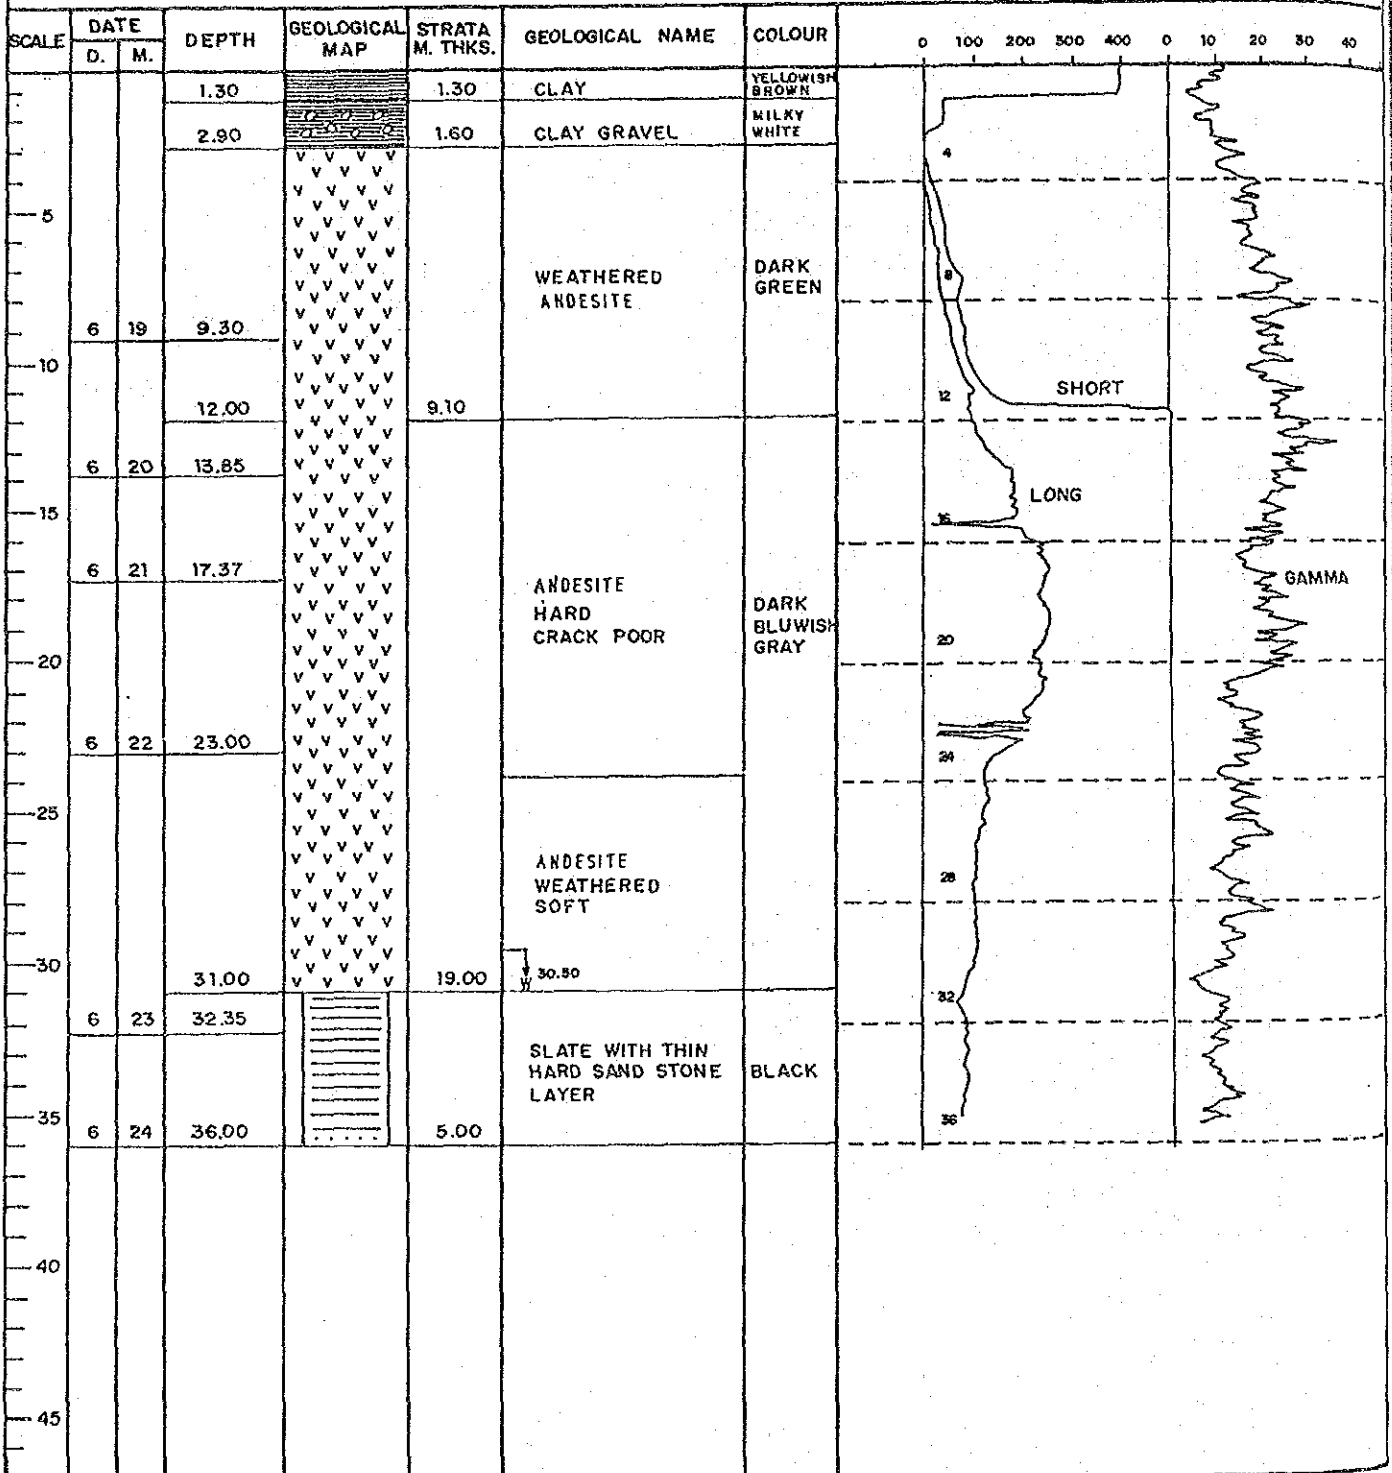 SCALE DATE DEPTH GEOLOGICAL MAP STRATA M. THKS. GEOLOGICAL NAME COLOUR
D. M.
0 100 200 300 400 0 10 20 30 40
1.30 1.30 CLAY YELLOWISH BROWN
2.90 1.60 CLAY GRAVEL MILKY WHITE
4
5
WEATHERED ANDESITE
DARK GREEN
8
6 19 9.30
10
12
SHORT
12.00 9.10
6 20 13.85
15
LONG
16
6 21 17.37
GAMMA
ANDESITE
HARD
CRACK POOR
DARK
BLUWISH
GRAY
20
20
6 22 23.00
24
25
ANDESITE
WEATHERED
SOFT
28
30
30.50
31.00 19.00
32
6 23 32.35
SLATE WITH THIN
HARD SAND STONE
LAYER
BLACK
35
36
6 24 36.00 5.00
40
45